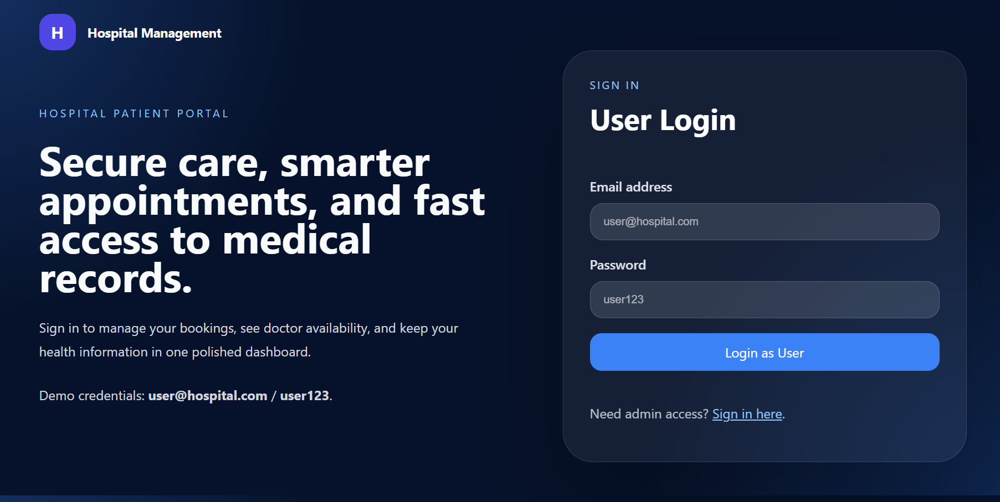 H
Hospital Management
HOSPITAL PATIENT PORTAL
Secure care, smarter
appointments, and fast
access to medical
records.
Sign in to manage your bookings, see doctor availability, and keep your
health information in one polished dashboard.
Demo credentials: user@hospital.com / user123.
SIGN IN
User Login
Email address
user@hospital.com
Password
user123
Login as User
Need admin access? Sign in here.